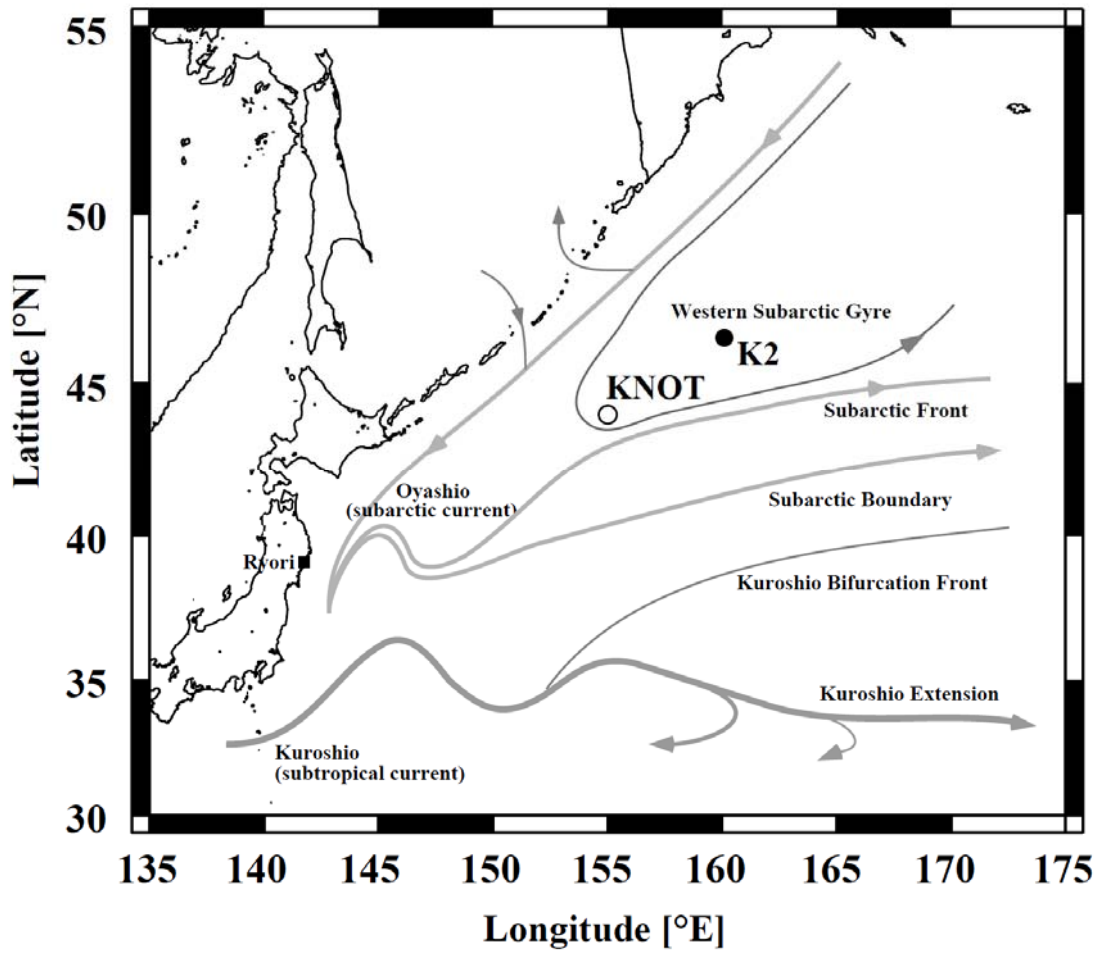 55
50
45
40
35
30
Latitude [°N]
Western Subarctic Gyre
K2
KNOT
Subarctic Front
Oyashio
(subarctic current)
Subarctic Boundary
Ryori
Kuroshio Bifurcation Front
Kuroshio Extension
Kuroshio
(subtropical current)
135 140 145 150 155 160 165 170 175
Longitude [°E]